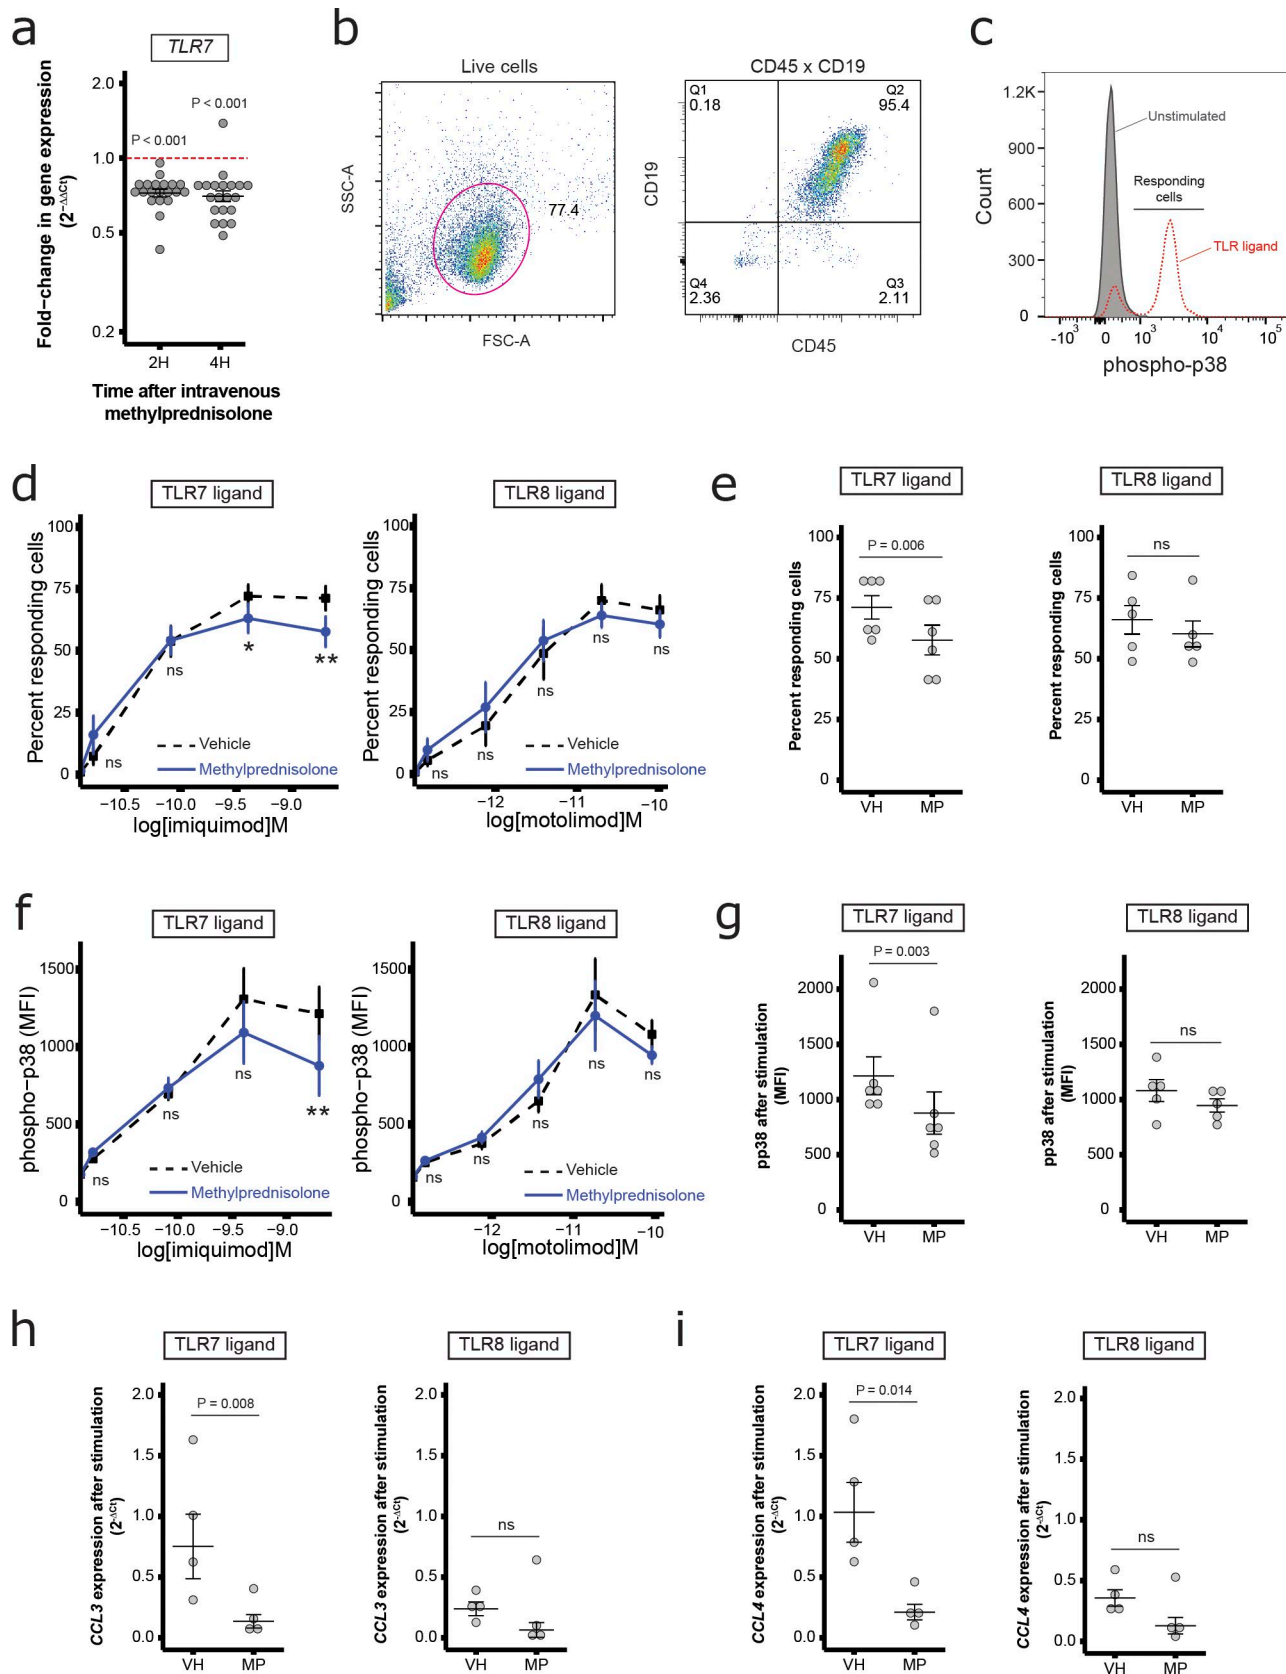 a
TLR7
Fold−change in gene expression
(2−ΔΔCt)
2.0
1.0
0.5
0.2
P < 0.001
P < 0.001
2H
4H
Time after intravenous
methylprednisolone
b
Live cells
SSC-A
77.4
FSC-A
CD45 x CD19
CD19
Q1
0.18
Q2
95.4
Q4
2.36
Q3
2.11
CD45
c
Count
1.2K
900
600
300
0
Unstimulated
Responding
cells
TLR ligand
-10³
0
10³
10⁴
10⁵
phospho-p38
d
TLR7 ligand
Percent responding cells
100
75
50
25
0
ns
ns
*
**
Vehicle
Methylprednisolone
−10.5
−10.0
−9.5
−9.0
log[imiquimod]M
TLR8 ligand
Percent responding cells
100
75
50
25
0
ns
ns
ns
ns
ns
Vehicle
Methylprednisolone
−12
−11
−10
log[motolimod]M
e
TLR7 ligand
Percent responding cells
100
75
50
25
0
P = 0.006
VH
MP
TLR8 ligand
Percent responding cells
100
75
50
25
0
ns
VH
MP
f
TLR7 ligand
phospho−p38 (MFI)
1500
1000
500
0
ns
ns
ns
**
Vehicle
Methylprednisolone
−10.5
−10.0
−9.5
−9.0
log[imiquimod]M
TLR8 ligand
phospho−p38 (MFI)
1500
1000
500
0
ns
ns
ns
ns
ns
Vehicle
Methylprednisolone
−12
−11
−10
log[motolimod]M
g
TLR7 ligand
pp38 after stimulation
(MFI)
2000
1500
1000
500
0
P = 0.003
VH
MP
TLR8 ligand
pp38 after stimulation
(MFI)
2000
1500
1000
500
0
ns
VH
MP
h
TLR7 ligand
CCL3 expression after stimulation
(2-ΔCt)
2.0
1.5
1.0
0.5
0.0
P = 0.008
VH
MP
TLR8 ligand
CCL3 expression after stimulation
(2-ΔCt)
2.0
1.5
1.0
0.5
0.0
ns
VH
MP
i
TLR7 ligand
CCL4 expression after stimulation
(2-ΔCt)
2.0
1.5
1.0
0.5
0.0
P = 0.014
VH
MP
TLR8 ligand
CCL4 expression after stimulation
(2-ΔCt)
2.0
1.5
1.0
0.5
0.0
ns
VH
MP